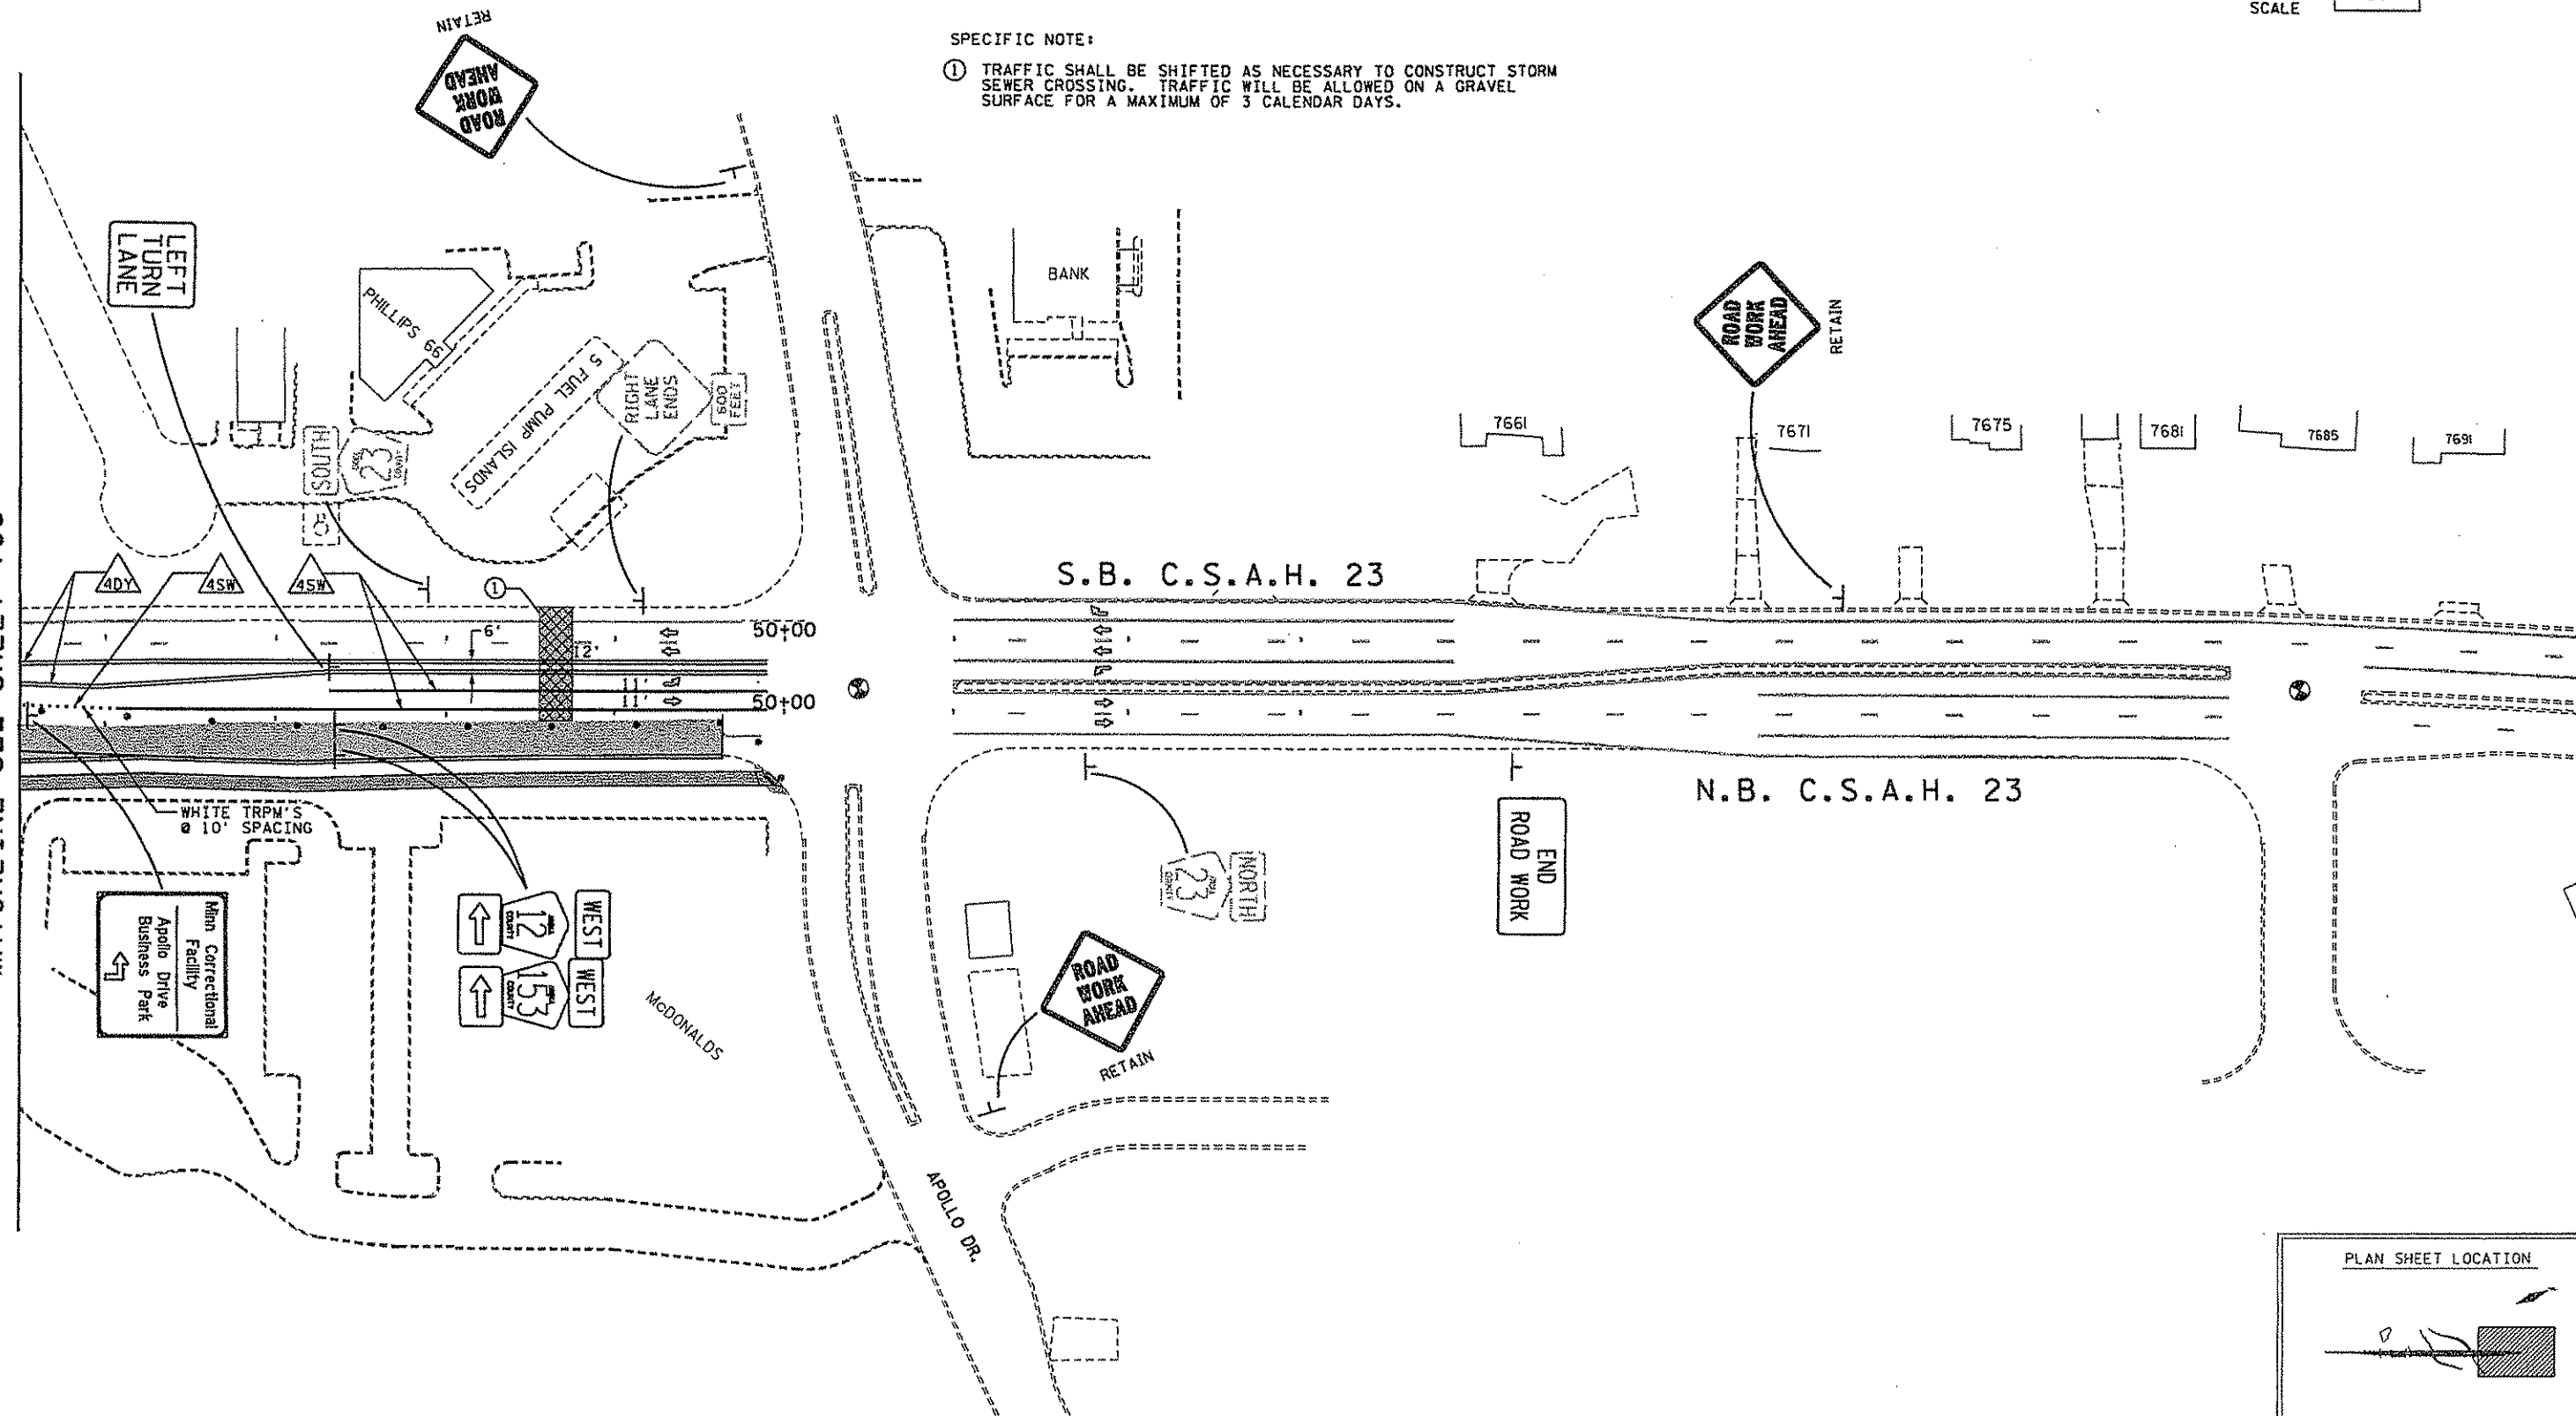 SCALE
SPECIFIC NOTE:
① TRAFFIC SHALL BE SHIFTED AS NECESSARY TO CONSTRUCT STORM
SEWER CROSSING. TRAFFIC WILL BE ALLOWED ON A GRAVEL
SURFACE FOR A MAXIMUM OF 3 CALENDAR DAYS.
RETAIN
ROAD
WORK
AHEAD
LEFT
TURN
LANE
PHILLIPS 66
5 FUEL PUMP ISLANDS
RIGHT
LANE
ENDS
600
FEET
BANK
ROAD
WORK
AHEAD
RETAIN
7661
7671
7675
7681
7685
7691
SOUTH
23
4DY
4SW
4SW
①
S.B. C.S.A.H. 23
6'
12'
11'
11'
50+00
50+00
N.B. C.S.A.H. 23
WHITE TRPM'S
@ 10' SPACING
Minn Correctional
Facility
Apollo Drive
Business Park
WEST
12
COUNTY
WEST
153
COUNTY
McDONALDS
NORTH
23
COUNTY
END
ROAD WORK
ROAD
WORK
AHEAD
RETAIN
APOLLO DR.
PLAN SHEET LOCATION